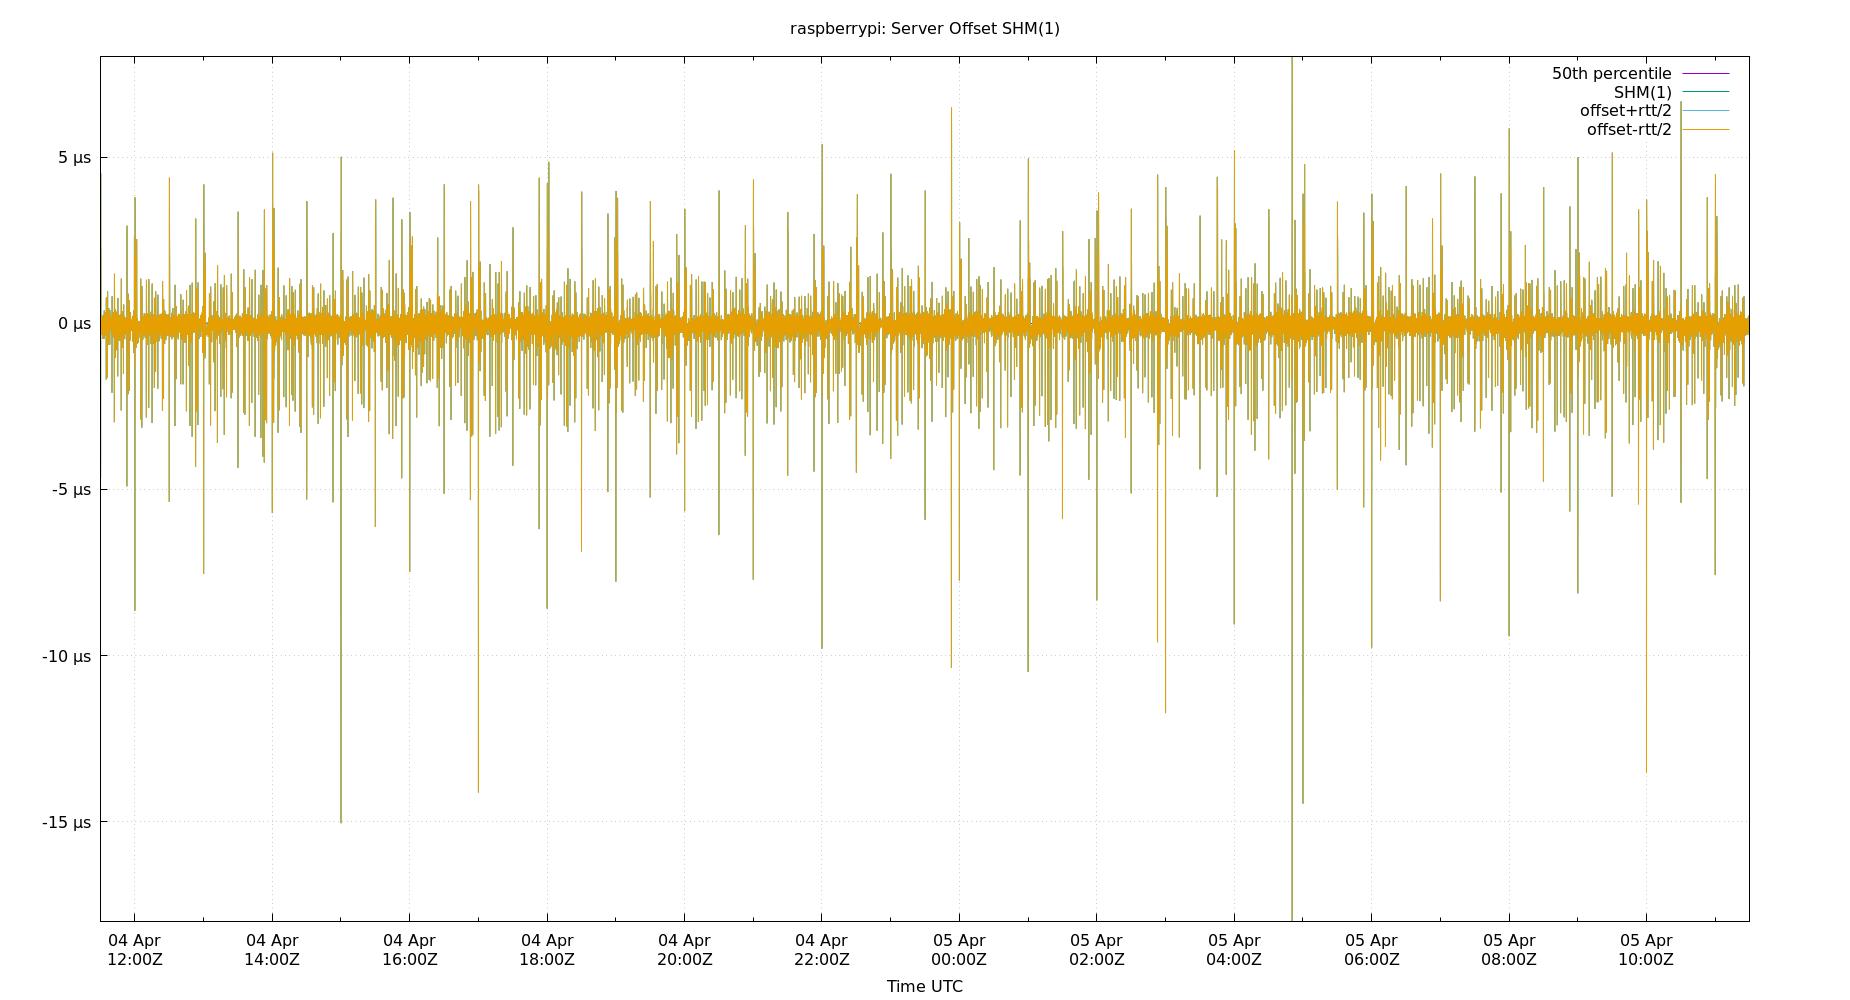 raspberrypi: Server Offset SHM(1)
50th percentile
SHM(1)
offset+rtt/2
offset-rtt/2
5 µs
0 µs
-5 µs
-10 µs
-15 µs
04 Apr 04 Apr 04 Apr 04 Apr 04 Apr 04 Apr 05 Apr 05 Apr 05 Apr 05 Apr 05 Apr 05 Apr
12:00Z 14:00Z 16:00Z 18:00Z 20:00Z 22:00Z 00:00Z 02:00Z 04:00Z 06:00Z 08:00Z 10:00Z
Time UTC